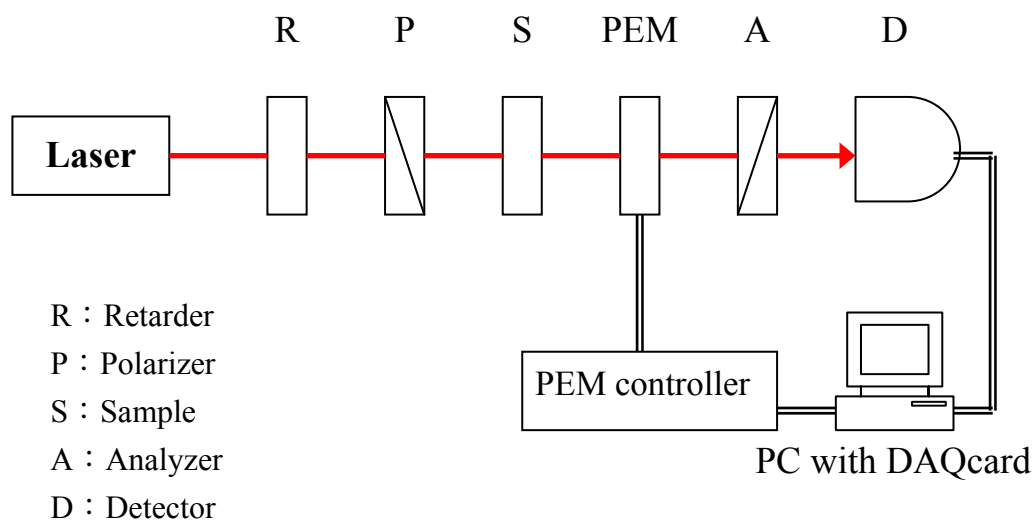 R P S PEM A D
Laser
R：Retarder
P：Polarizer
S：Sample
A：Analyzer
D：Detector
PEM controller
PC with DAQcard